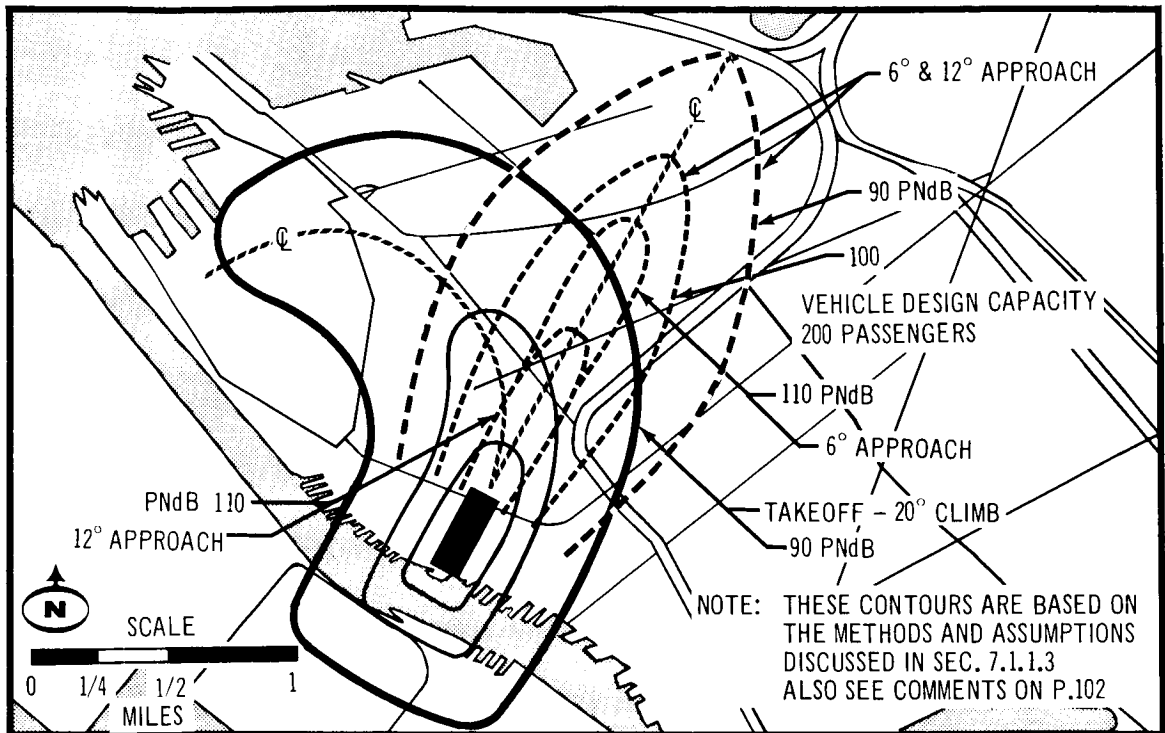 6° & 12° APPROACH
℄
90 PNdB
℄
100
VEHICLE DESIGN CAPACITY
200 PASSENGERS
110 PNdB
6° APPROACH
PNdB 110
12° APPROACH
TAKEOFF – 20° CLIMB
90 PNdB
N
SCALE
0 1/4 1/2 1
MILES
NOTE: THESE CONTOURS ARE BASED ON
THE METHODS AND ASSUMPTIONS
DISCUSSED IN SEC. 7.1.1.3
ALSO SEE COMMENTS ON P.102